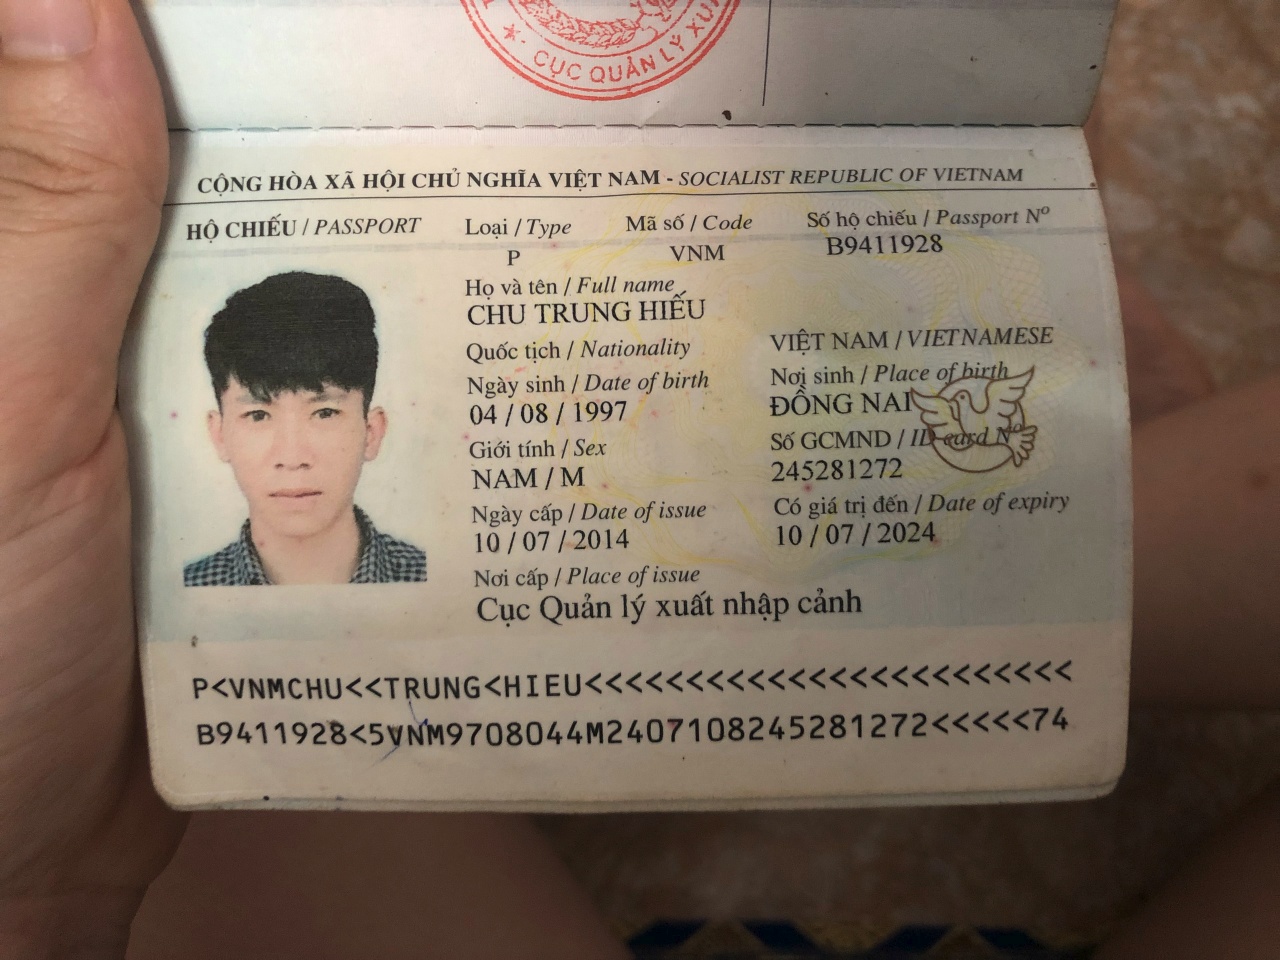 CỤC QUẢN LÝ XUẤ
CỘNG HÒA XÃ HỘI CHỦ NGHĨA VIỆT NAM - SOCIALIST REPUBLIC OF VIETNAM
HỘ CHIẾU / PASSPORT Loại / Type Mã số / Code Số hộ chiếu / Passport Nº
P VNM B9411928
Họ và tên / Full name
CHU TRUNG HIẾU
Quốc tịch / Nationality VIỆT NAM / VIETNAMESE
Ngày sinh / Date of birth Nơi sinh / Place of birth
04 / 08 / 1997 ĐỒNG NAI
Giới tính / Sex Số GCMND / ID card Nº
NAM / M 245281272
Ngày cấp / Date of issue Có giá trị đến / Date of expiry
10 / 07 / 2014 10 / 07 / 2024
Nơi cấp / Place of issue
Cục Quản lý xuất nhập cảnh
P<VNMCHU<<TRUNG<HIEU<<<<<<<<<<<<<<<<<<<<<<<<
B9411928<5VNM9708044M2407108245281272<<<<<74